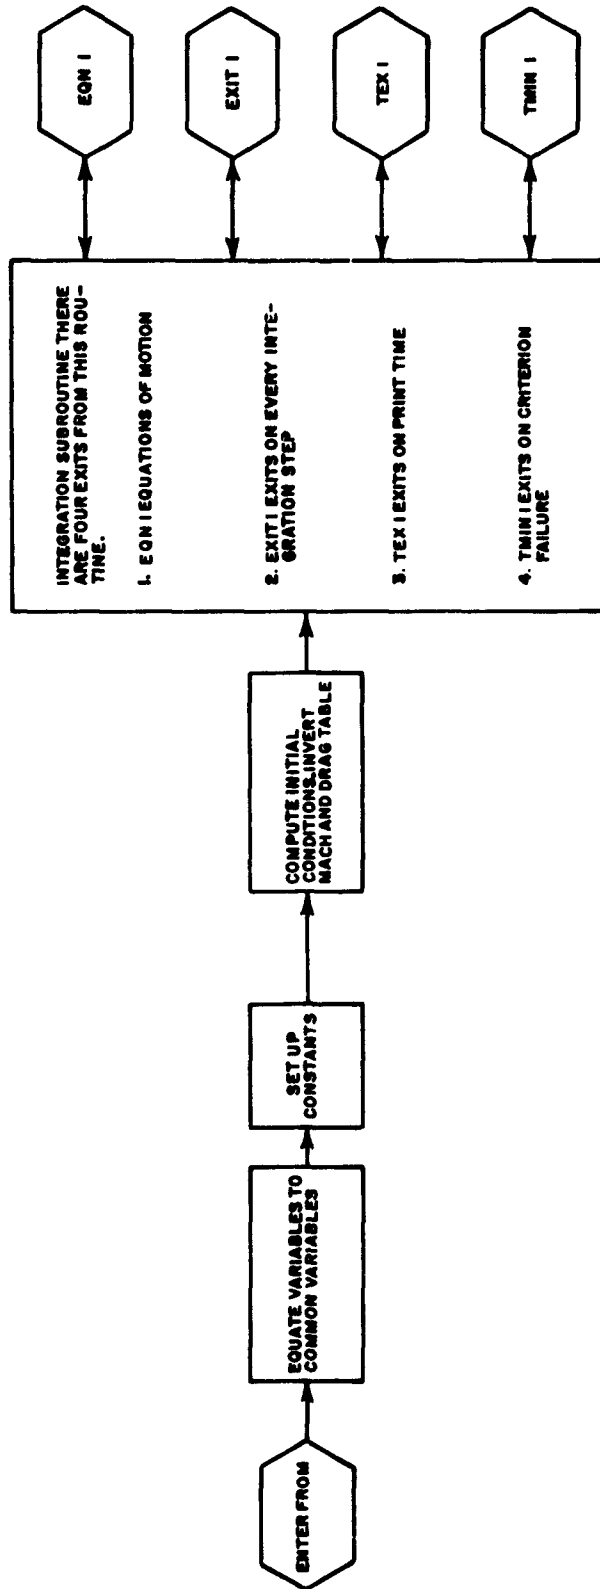 ENTER FROM
EQUATE VARIABLES TO
COMMON VARIABLES
SET UP
CONSTANTS
COMPUTE INITIAL
CONDITIONS.INVERT
MACH AND DRAG TABLE
INTEGRATION SUBROUTINE THERE
ARE FOUR EXITS FROM THIS ROU-
TINE.
1. EQN I EQUATIONS OF MOTION
2. EXIT I EXITS ON EVERY INTE-
GRATION STEP
3. TEX I EXITS ON PRINT TIME
4. TMIN I EXITS ON CRITERION
FAILURE
EQN I
EXIT I
TEX I
TMIN I